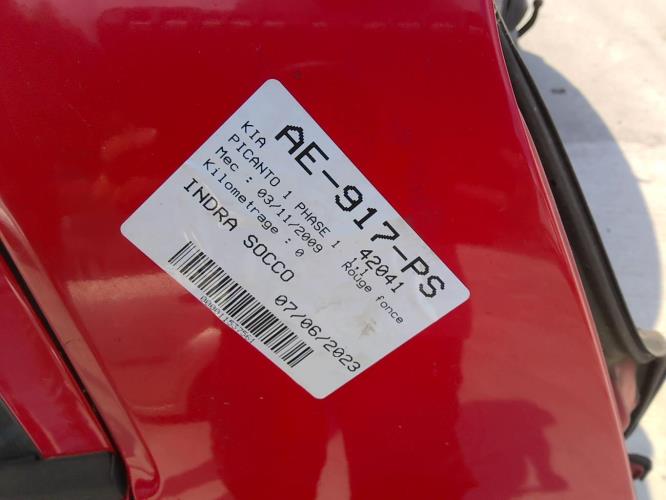 AE-917-PS
KIA 42041
PICANTO 1 PHASE 1 1.1
Mec : 03/11/2009 Rouge fonce
Kilometrage : 0
INDRA SOCCO 07/06/2023